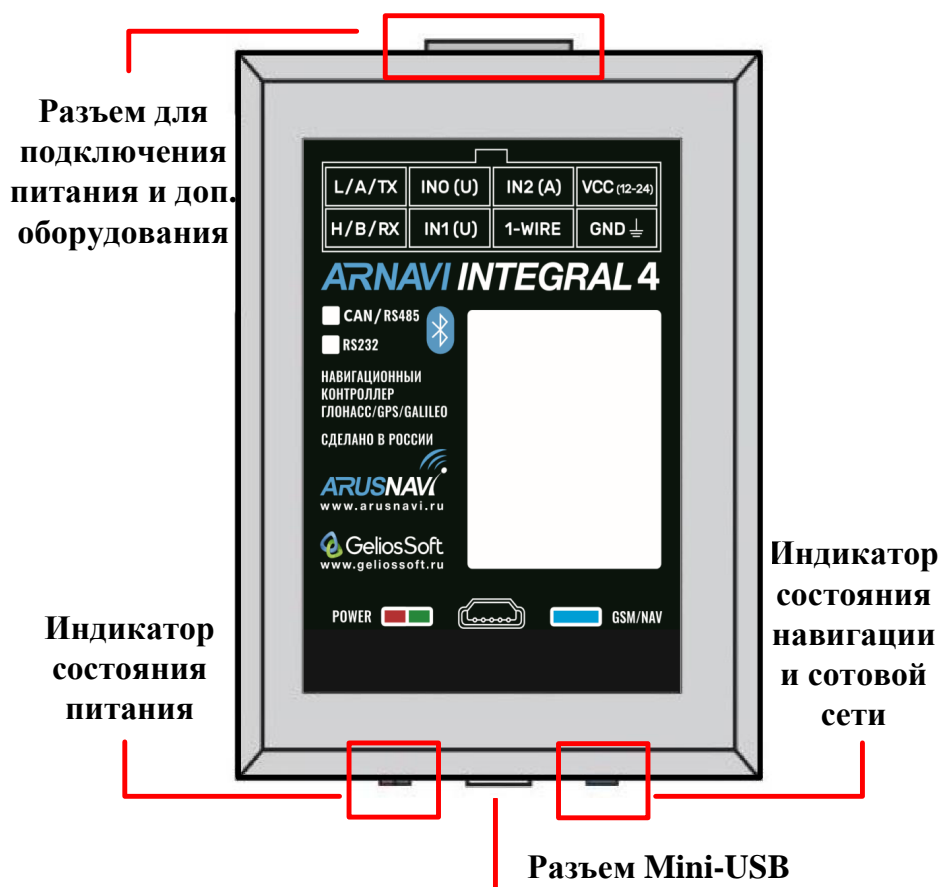 Разъем для
подключения
питания и доп.
оборудования
L/A/TX IN0 (U) IN2 (A) VCC (12-24)
H/B/RX IN1 (U) 1-WIRE GND
ARNAVI INTEGRAL 4
CAN/RS485
RS232
НАВИГАЦИОННЫЙ
КОНТРОЛЛЕР
ГЛОНАСС/GPS/GALILEO
СДЕЛАНО В РОССИИ
ARUSNAVI
www.arusnavi.ru
GeliosSoft
www.geliossoft.ru
POWER GSM/NAV
Индикатор
состояния
питания
Индикатор
состояния
навигации
и сотовой
сети
Разъем Mini-USB